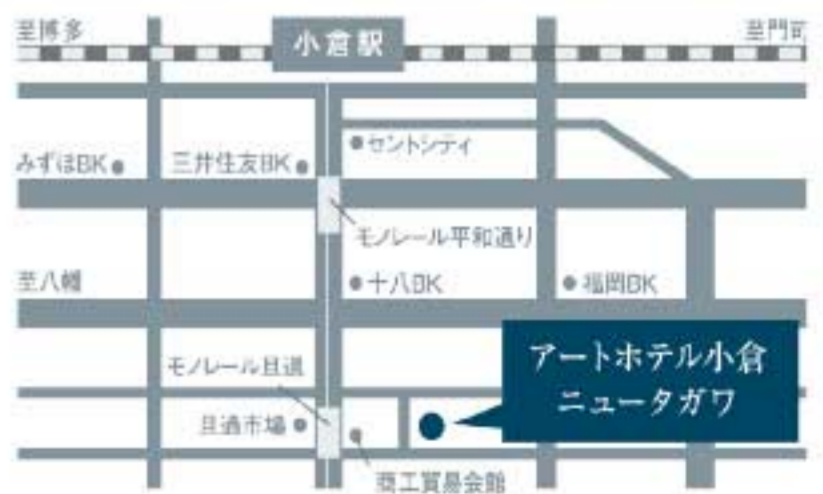 至博多
小倉駅
至門司
セントシティ
みずほBK
三井住友BK
モノレール平和通り
至八幡
十八BK
福岡BK
アートホテル小倉
ニュータガワ
モノレール旦過
旦過市場
商工貿易会館